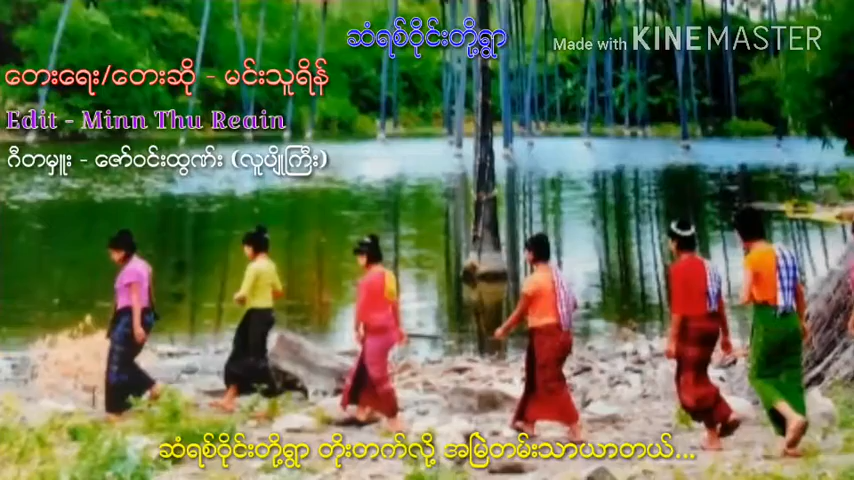 ဆံရစ်ဝိုင်းတို့ရွာ
Made with KINEMASTER
တေးရေး/တေးဆို - မင်းသူရိန်
Edit - Minn Thu Reain
ဂီတမှူး - ဇော်ဝင်းထွဏ်း (လူပျိုကြီး)
ဆံရစ်ဝိုင်းတို့ရွာ တိုးတက်လို့ အမြဲတမ်းသာယာတယ်...